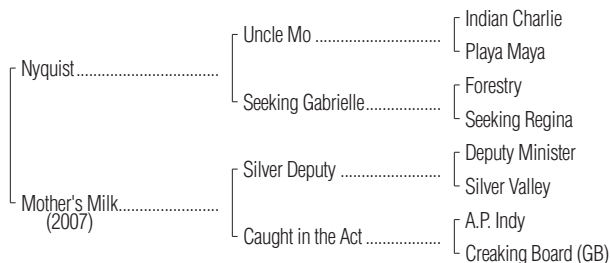 Indian Charlie
Uncle Mo ..............................
Playa Maya
Nyquist ..................................
Forestry
Seeking Gabrielle ..................
Seeking Regina
Deputy Minister
Silver Deputy ........................
Silver Valley
Mother's Milk ........................
(2007)
A.P. Indy
Caught in the Act ..................
Creaking Board (GB)